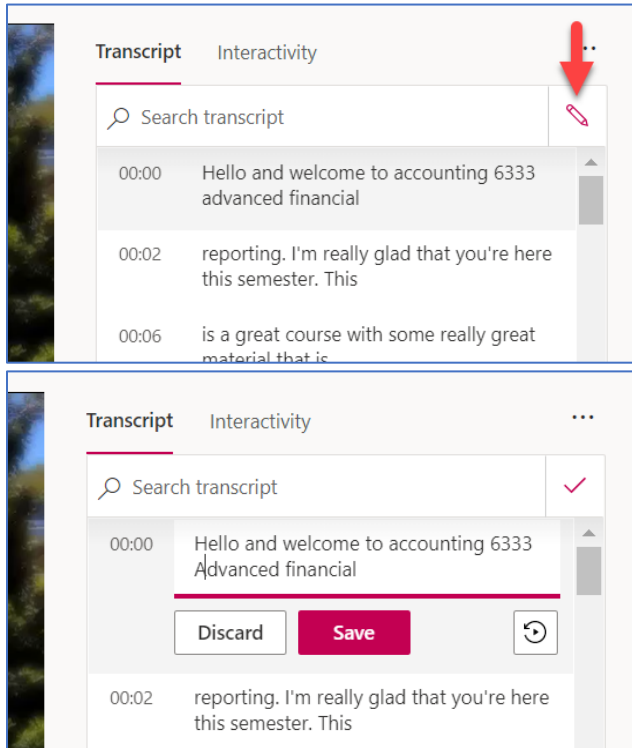 Transcript Interactivity
Search transcript
00:00 Hello and welcome to accounting 6333
advanced financial
00:02 reporting. I'm really glad that you're here
this semester. This
00:06 is a great course with some really great
material that is
Transcript Interactivity ...
Search transcript
00:00 Hello and welcome to accounting 6333
Advanced financial
Discard Save
00:02 reporting. I'm really glad that you're here
this semester. This